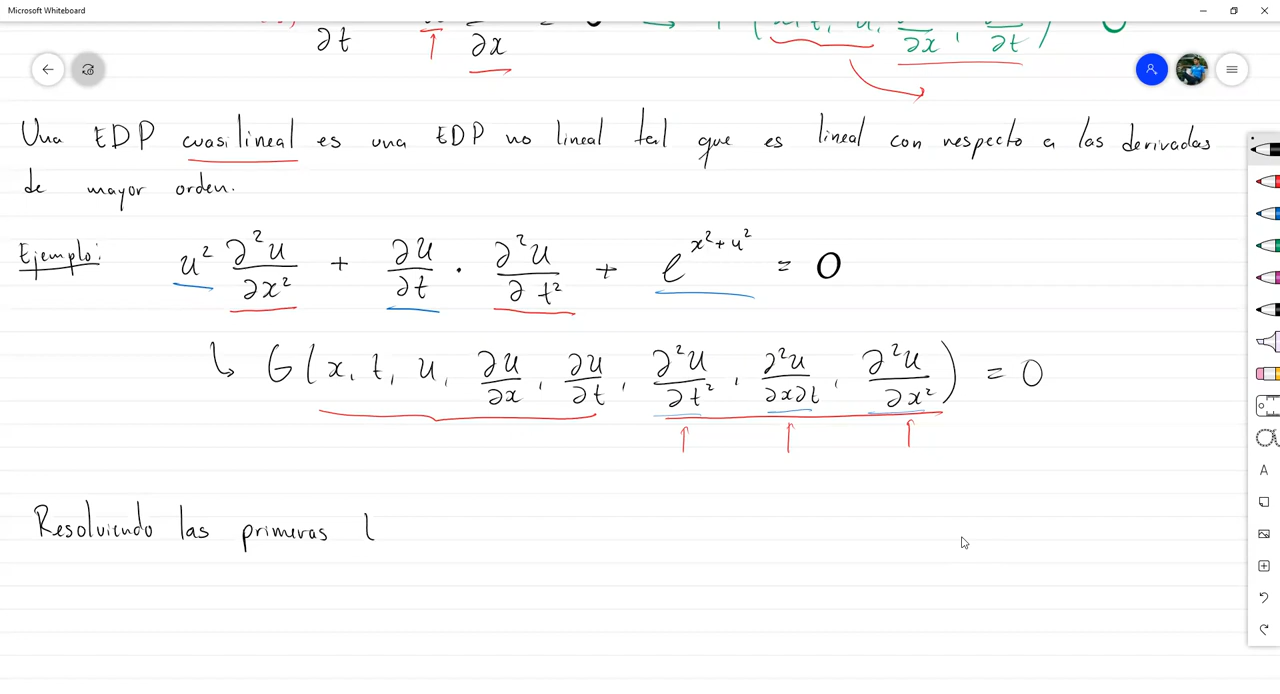 Microsoft Whiteboard
∂t ∂x = 0 → ( x, t, u, ∂x , ∂t ) 0
Una EDP cuasilineal es una EDP no lineal tal que es lineal con respecto a las derivadas
de mayor orden.
Ejemplo: u² ∂²u/∂x² + ∂u/∂t · ∂²u/∂t² + e^(x²+u²) = 0
↳ G( x, t, u, ∂u/∂x , ∂u/∂t , ∂²u/∂t² , ∂²u/∂x∂t , ∂²u/∂x² ) = 0
Resolviendo las primeras